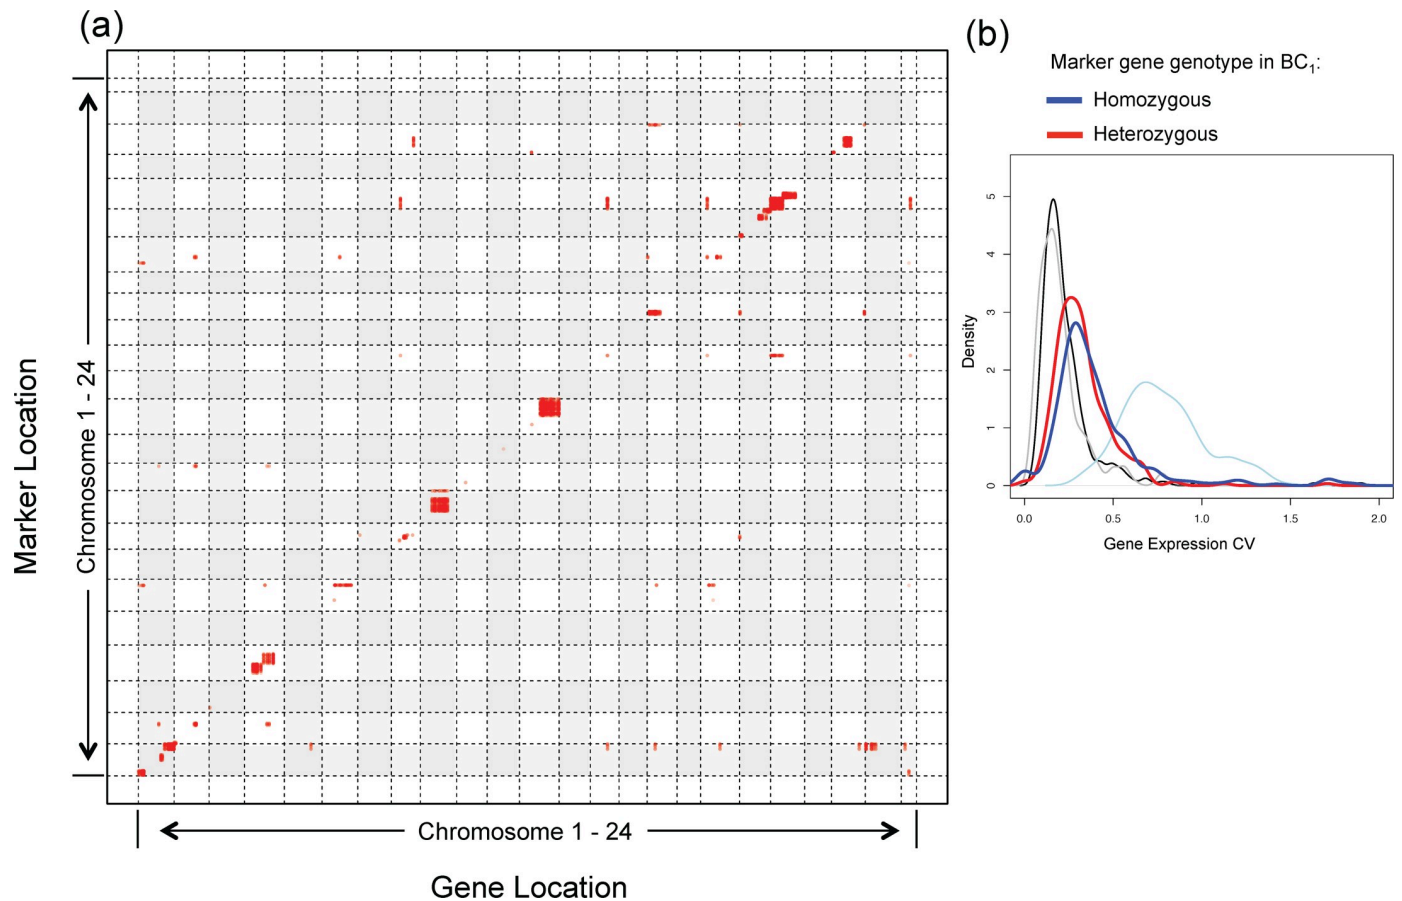 (a)
Marker Location
Chromosome 1 - 24
Chromosome 1 - 24
Gene Location
(b)
Marker gene genotype in BC₁:
Homozygous
Heterozygous
Density
5
4
3
2
1
0
0.0 0.5 1.0 1.5 2.0
Gene Expression CV